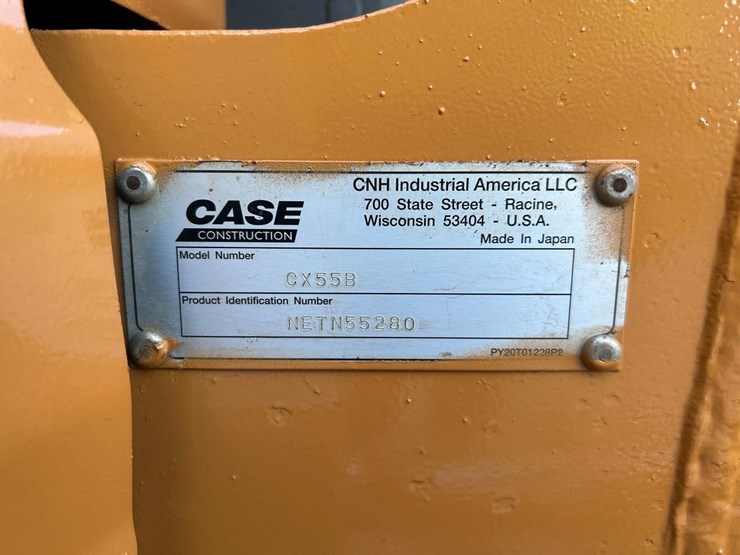 CASE
CONSTRUCTION
CNH Industrial America LLC
700 State Street - Racine,
Wisconsin 53404 - U.S.A.
Made In Japan
Model Number
CX55B
Product Identification Number
NETN55280
PY20T01228P2